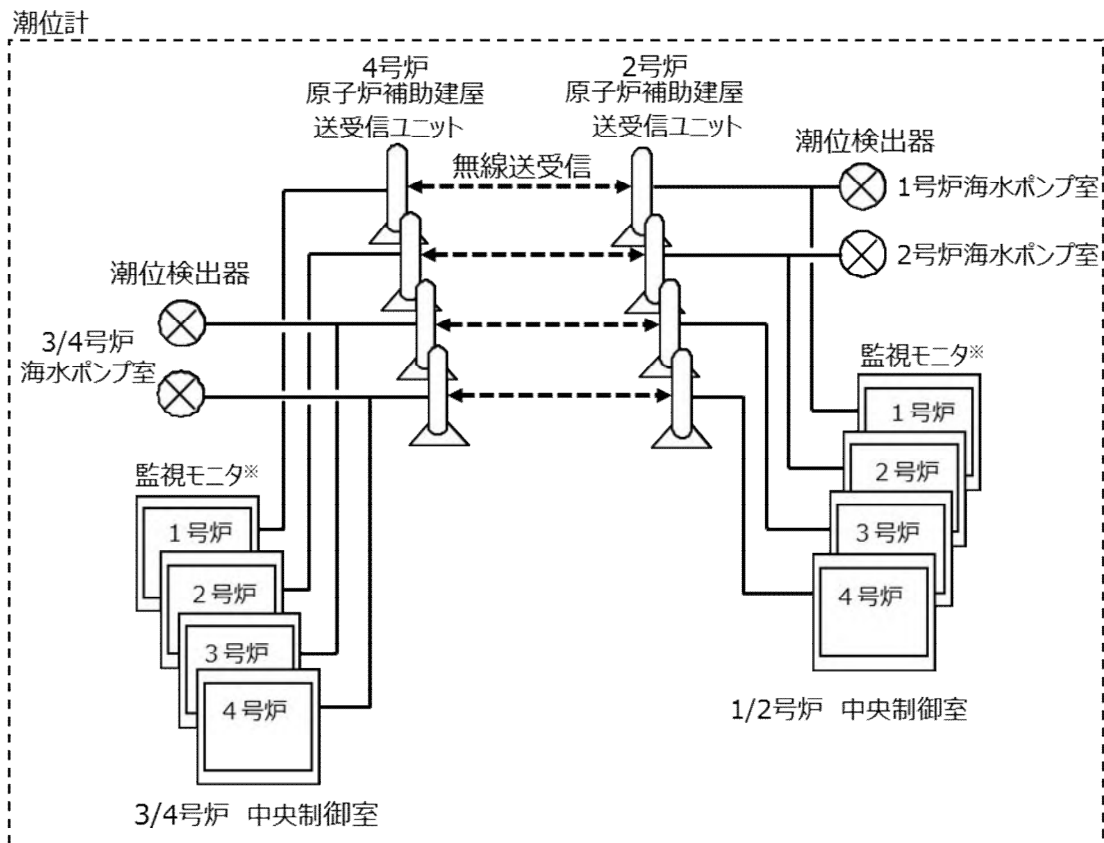 潮位計
4号炉
原子炉補助建屋
送受信ユニット
2号炉
原子炉補助建屋
送受信ユニット
無線送受信
潮位検出器
1号炉海水ポンプ室
2号炉海水ポンプ室
潮位検出器
3/4号炉
海水ポンプ室
監視モニタ※
1号炉
2号炉
3号炉
4号炉
1/2号炉 中央制御室
監視モニタ※
1号炉
2号炉
3号炉
4号炉
3/4号炉 中央制御室